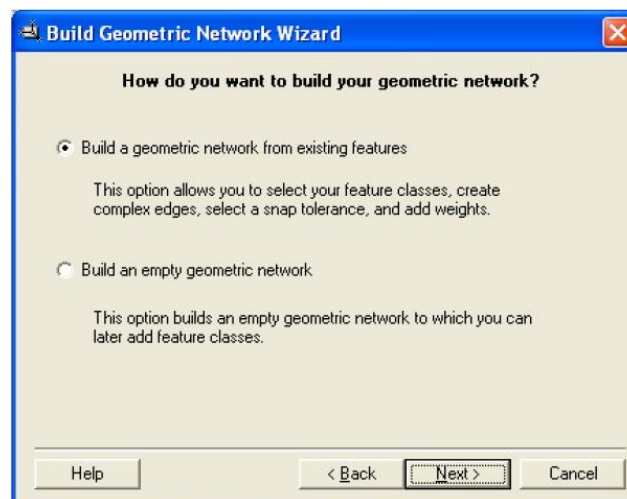 Build Geometric Network Wizard
How do you want to build your geometric network?
Build a geometric network from existing features
This option allows you to select your feature classes, create
complex edges, select a snap tolerance, and add weights.
Build an empty geometric network
This option builds an empty geometric network to which you can
later add feature classes.
Help
< Back
Next >
Cancel